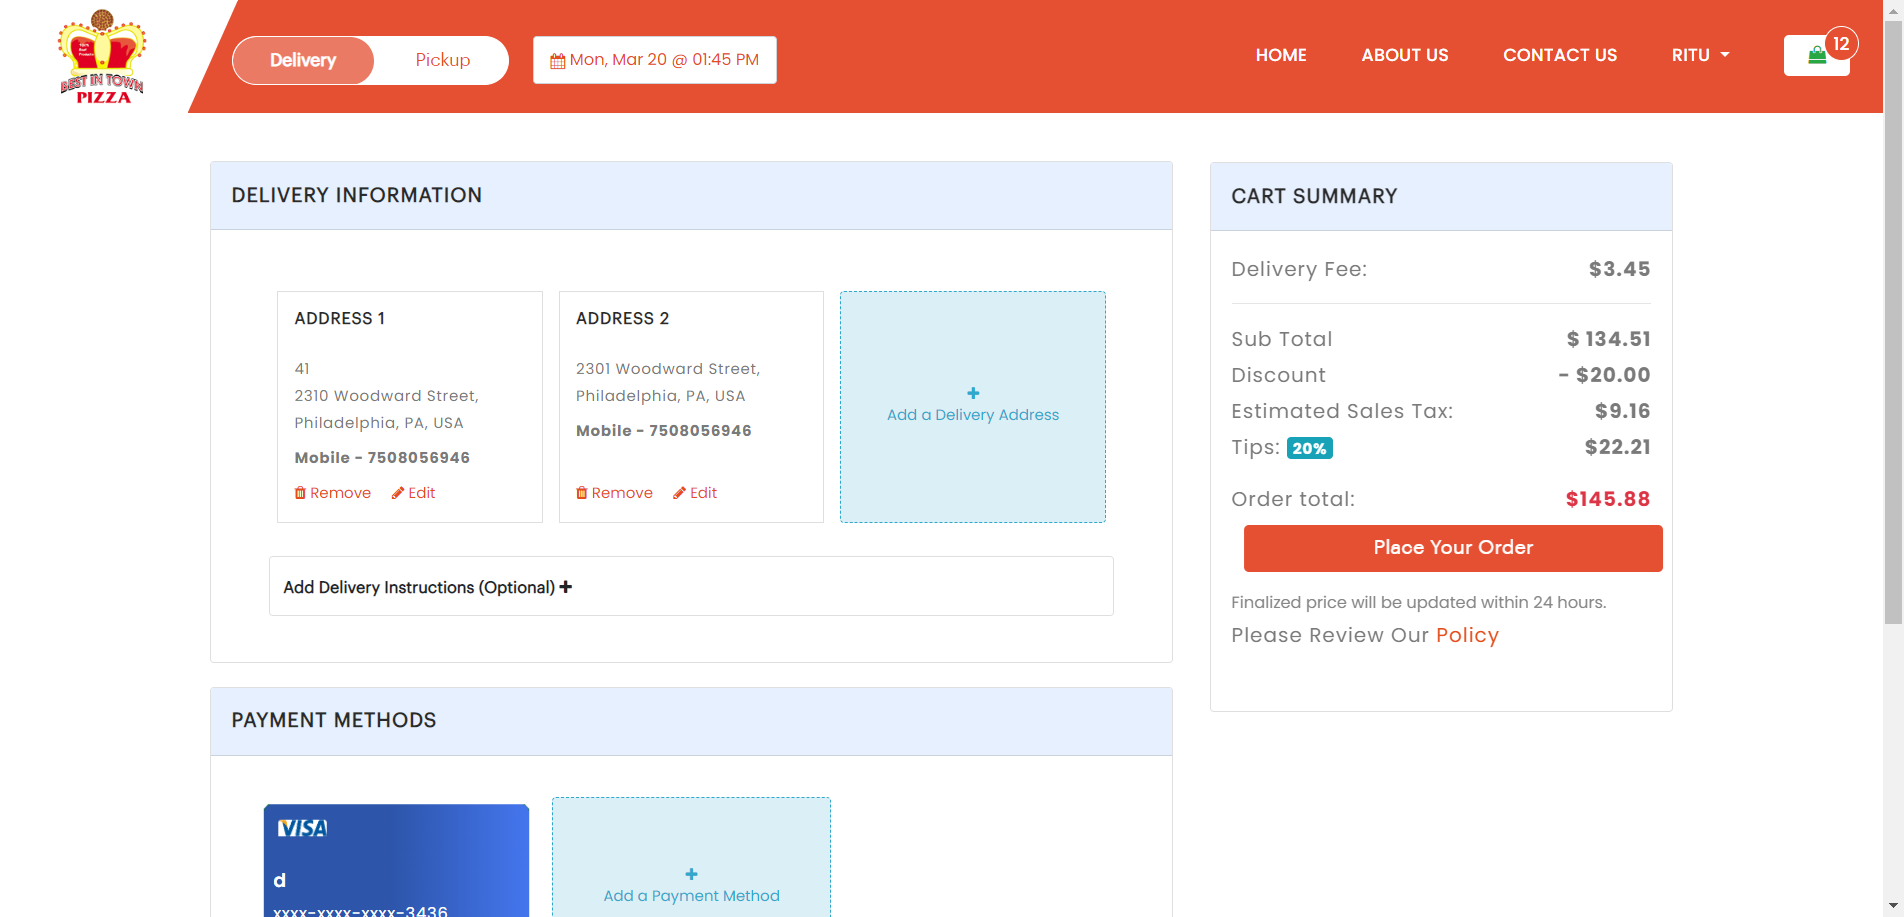 BEST IN TOWN
PIZZA
Delivery
Pickup
Mon, Mar 20 @ 01:45 PM
HOME
ABOUT US
CONTACT US
RITU
12
DELIVERY INFORMATION
ADDRESS 1
41
2310 Woodward Street,
Philadelphia, PA, USA
Mobile - 7508056946
Remove
Edit
ADDRESS 2
2301 Woodward Street,
Philadelphia, PA, USA
Mobile - 7508056946
Remove
Edit
Add a Delivery Address
Add Delivery Instructions (Optional)
PAYMENT METHODS
VISA
d
xxxx-xxxx-xxxx-3436
Add a Payment Method
CART SUMMARY
Delivery Fee: $3.45
Sub Total $ 134.51
Discount - $20.00
Estimated Sales Tax: $9.16
Tips: 20% $22.21
Order total: $145.88
Place Your Order
Finalized price will be updated within 24 hours.
Please Review Our Policy